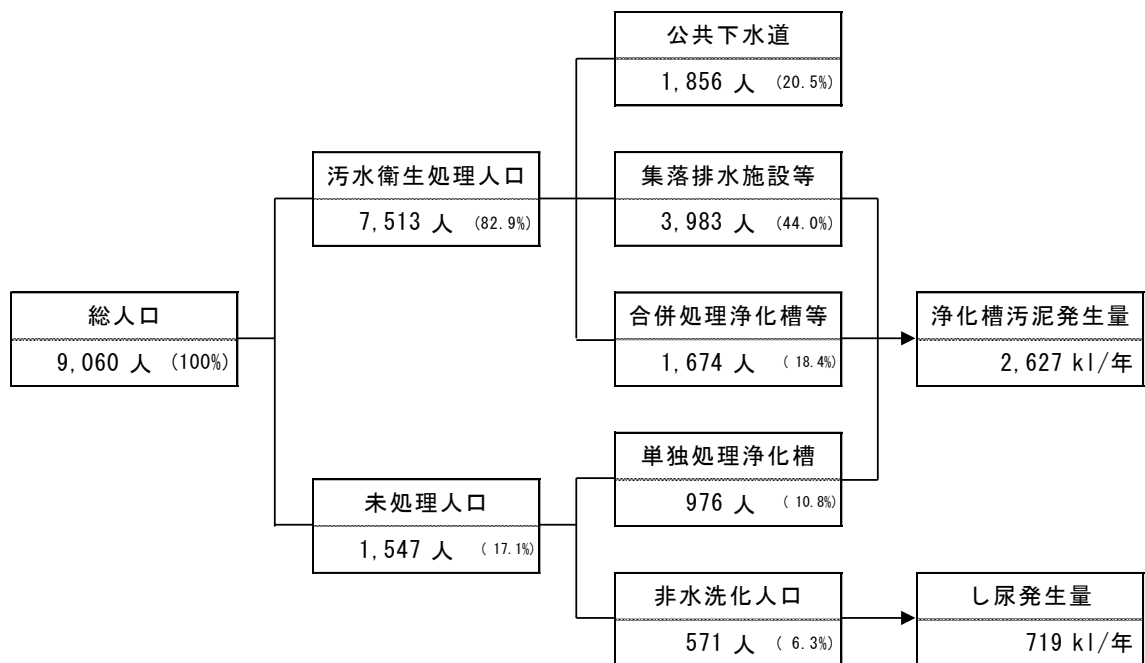 公共下水道
1,856 人 (20.5%)
汚水衛生処理人口
7,513 人 (82.9%)
集落排水施設等
3,983 人 (44.0%)
総人口
9,060 人 (100%)
合併処理浄化槽等
1,674 人 (18.4%)
浄化槽汚泥発生量
2,627 kl/年
未処理人口
1,547 人 (17.1%)
単独処理浄化槽
976 人 (10.8%)
非水洗化人口
571 人 (6.3%)
し尿発生量
719 kl/年